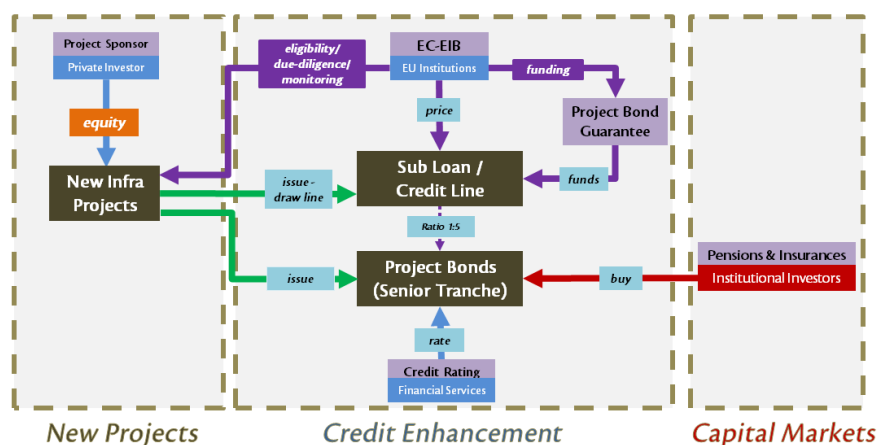 Project Sponsor
Private Investor
equity
New Infra
Projects
eligibility/
due-diligence/
monitoring
EC-EIB
EU Institutions
funding
price
Project Bond
Guarantee
Sub Loan /
Credit Line
funds
issue -
draw line
Ratio 1:5
Project Bonds
(Senior Tranche)
issue
buy
Pensions & Insurances
Institutional Investors
rate
Credit Rating
Financial Services
New Projects
Credit Enhancement
Capital Markets